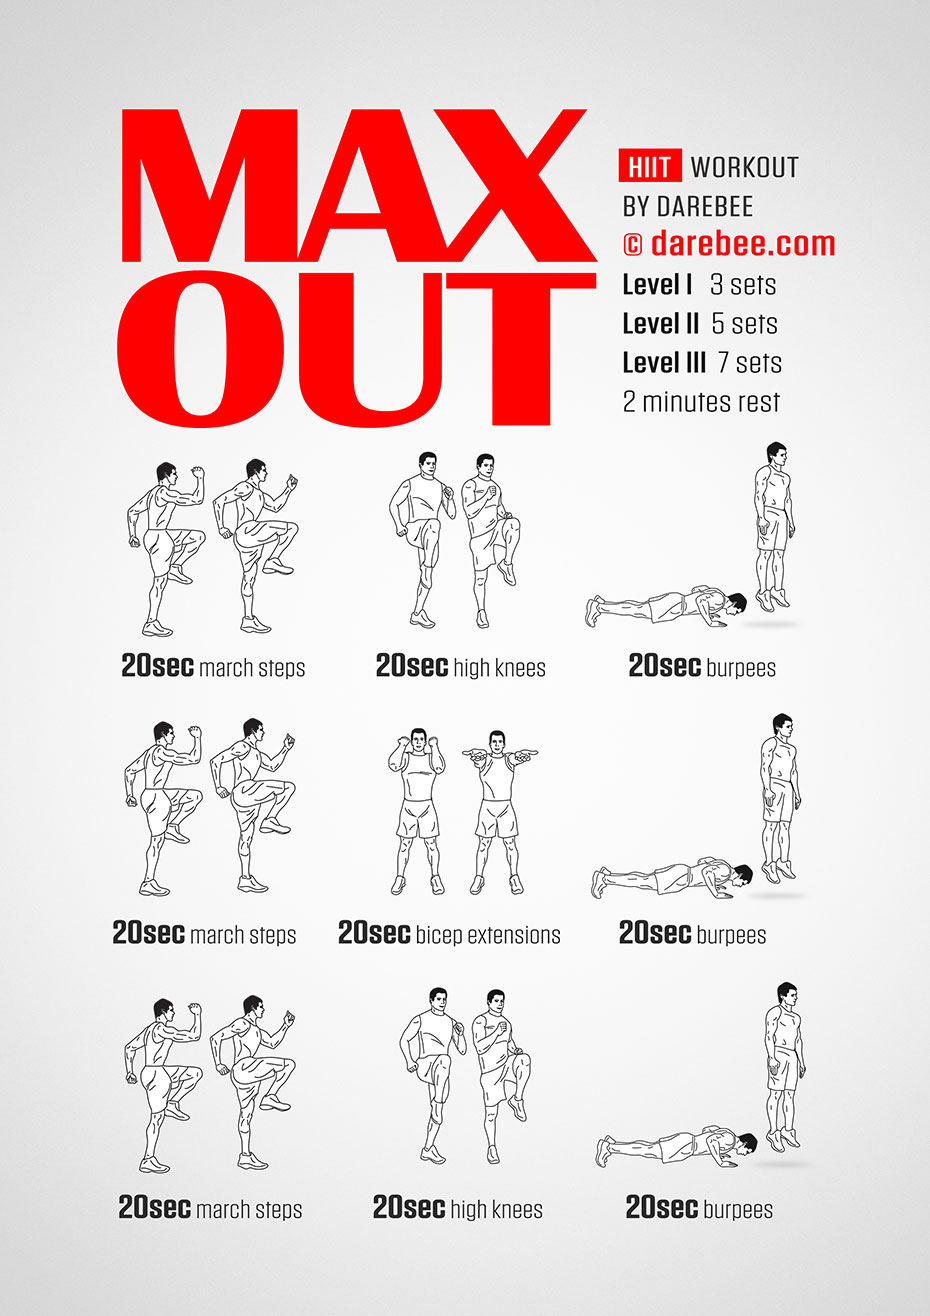 MAX
OUT
HIIT WORKOUT
BY DAREBEE
© darebee.com
Level I 3 sets
Level II 5 sets
Level III 7 sets
2 minutes rest
20sec march steps
20sec high knees
20sec burpees
20sec march steps
20sec bicep extensions
20sec burpees
20sec march steps
20sec high knees
20sec burpees